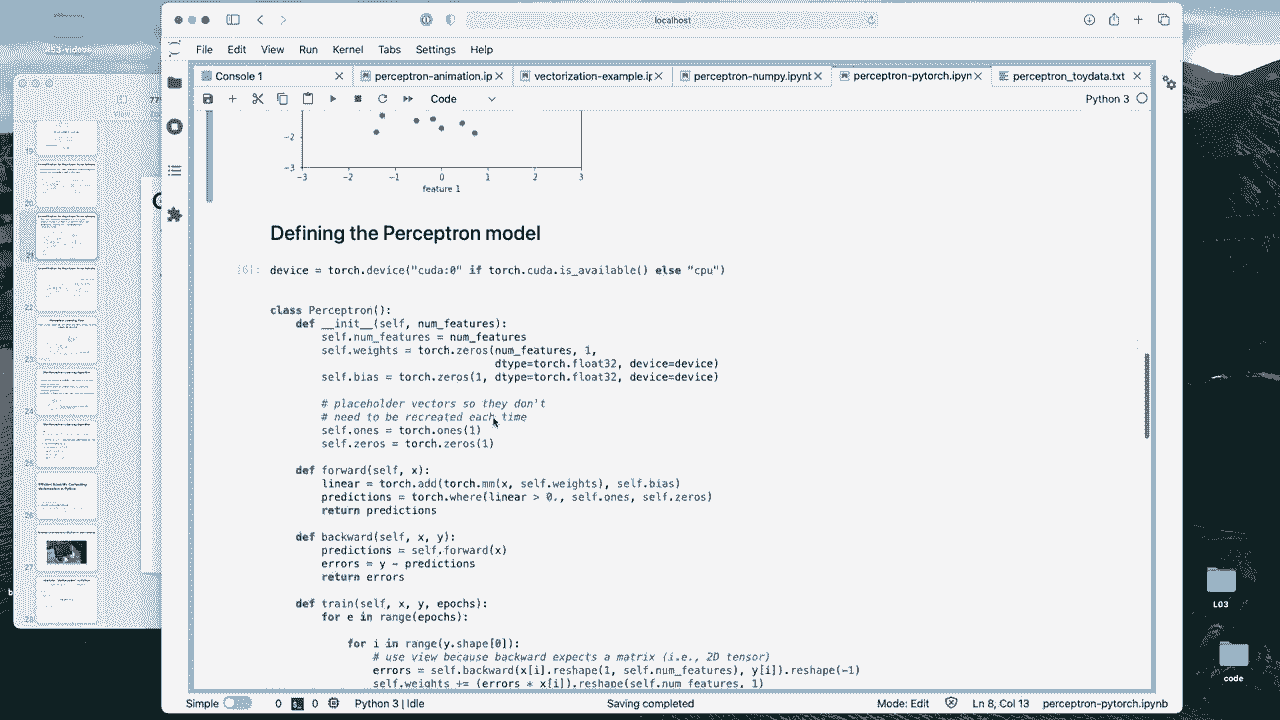 453-videos
localhost
File Edit View Run Kernel Tabs Settings Help
Console 1
perceptron-animation.ip
vectorization-example.ip
perceptron-numpy.ipynb
perceptron-pytorch.ipyn
perceptron_toydata.txt
Code
Python 3
−2
−3
−3 −2 −1 0 1 2 3
feature 1
Defining the Perceptron model
[6]: device = torch.device("cuda:0" if torch.cuda.is_available() else "cpu")
class Perceptron():
def __init__(self, num_features):
self.num_features = num_features
self.weights = torch.zeros(num_features, 1,
dtype=torch.float32, device=device)
self.bias = torch.zeros(1, dtype=torch.float32, device=device)
# placeholder vectors so they don't
# need to be recreated each time
self.ones = torch.ones(1)
self.zeros = torch.zeros(1)
def forward(self, x):
linear = torch.add(torch.mm(x, self.weights), self.bias)
predictions = torch.where(linear > 0., self.ones, self.zeros)
return predictions
def backward(self, x, y):
predictions = self.forward(x)
errors = y - predictions
return errors
def train(self, x, y, epochs):
for e in range(epochs):
for i in range(y.shape[0]):
# use view because backward expects a matrix (i.e., 2D tensor)
errors = self.backward(x[i].reshape(1, self.num_features), y[i]).reshape(-1)
self.weights += (errors * x[i]).reshape(self.num_features, 1)
L03
code
Simple 0 0 Python 3 | Idle Saving completed Mode: Edit Ln 8, Col 13 perceptron-pytorch.ipynb